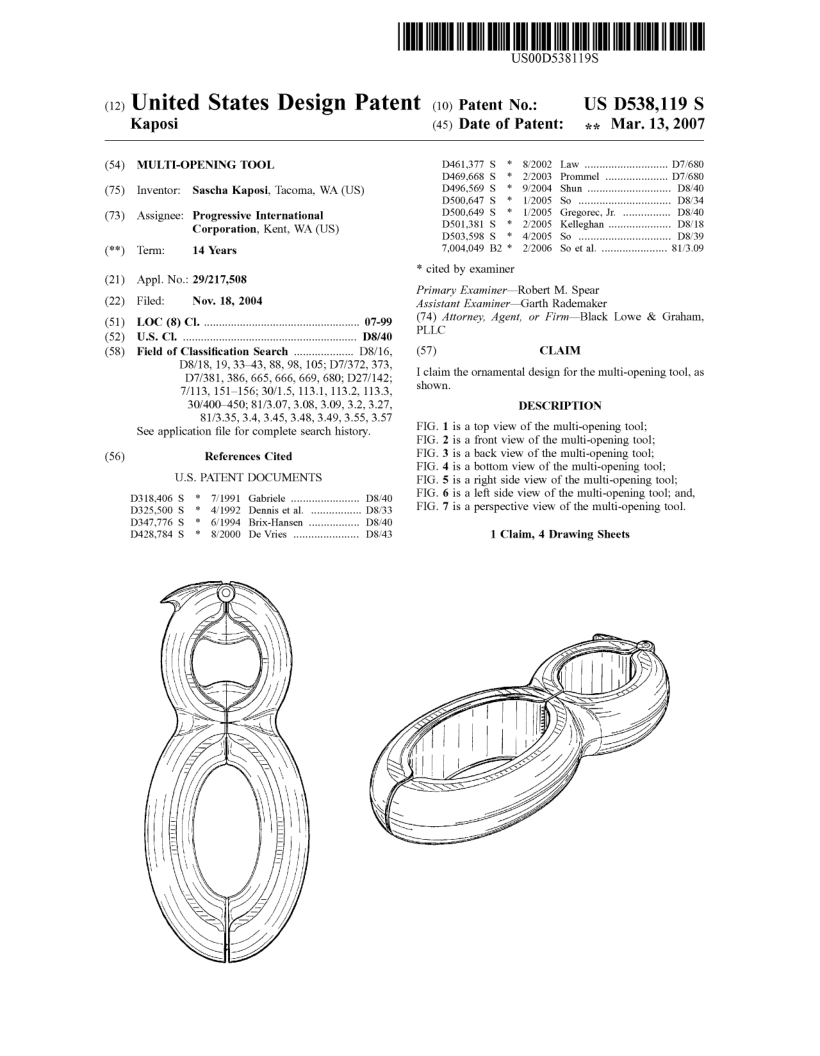 US00D538119S
(12) United States Design Patent (10) Patent No.: US D538,119 S
Kaposi (45) Date of Patent: ** Mar. 13, 2007
(54) MULTI-OPENING TOOL
(75) Inventor: Sascha Kaposi, Tacoma, WA (US)
(73) Assignee: Progressive International
Corporation, Kent, WA (US)
(**) Term: 14 Years
(21) Appl. No.: 29/217,508
(22) Filed: Nov. 18, 2004
(51) LOC (8) Cl. .................................................... 07-99
(52) U.S. Cl. .......................................................... D8/40
(58) Field of Classification Search .................... D8/16,
D8/18, 19, 33–43, 88, 98, 105; D7/372, 373,
D7/381, 386, 665, 666, 669, 680; D27/142;
7/113, 151–156; 30/1.5, 113.1, 113.2, 113.3,
30/400–450; 81/3.07, 3.08, 3.09, 3.2, 3.27,
81/3.35, 3.4, 3.45, 3.48, 3.49, 3.55, 3.57
See application file for complete search history.
(56) References Cited
U.S. PATENT DOCUMENTS
D318,406 S * 7/1991 Gabriele ....................... D8/40
D325,500 S * 4/1992 Dennis et al. ................. D8/33
D347,776 S * 6/1994 Brix-Hansen ................. D8/40
D428,784 S * 8/2000 De Vries ...................... D8/43
D461,377 S * 8/2002 Law ............................ D7/680
D469,668 S * 2/2003 Prommel ..................... D7/680
D496,569 S * 9/2004 Shun ............................ D8/40
D500,647 S * 1/2005 So ............................... D8/34
D500,649 S * 1/2005 Gregorec, Jr. ................ D8/40
D501,381 S * 2/2005 Kelleghan ..................... D8/18
D503,598 S * 4/2005 So ............................... D8/39
7,004,049 B2 * 2/2006 So et al. ...................... 81/3.09
* cited by examiner
Primary Examiner—Robert M. Spear
Assistant Examiner—Garth Rademaker
(74) Attorney, Agent, or Firm—Black Lowe & Graham,
PLLC
(57) CLAIM
I claim the ornamental design for the multi-opening tool, as
shown.
DESCRIPTION
FIG. 1 is a top view of the multi-opening tool;
FIG. 2 is a front view of the multi-opening tool;
FIG. 3 is a back view of the multi-opening tool;
FIG. 4 is a bottom view of the multi-opening tool;
FIG. 5 is a right side view of the multi-opening tool;
FIG. 6 is a left side view of the multi-opening tool; and,
FIG. 7 is a perspective view of the multi-opening tool.
1 Claim, 4 Drawing Sheets